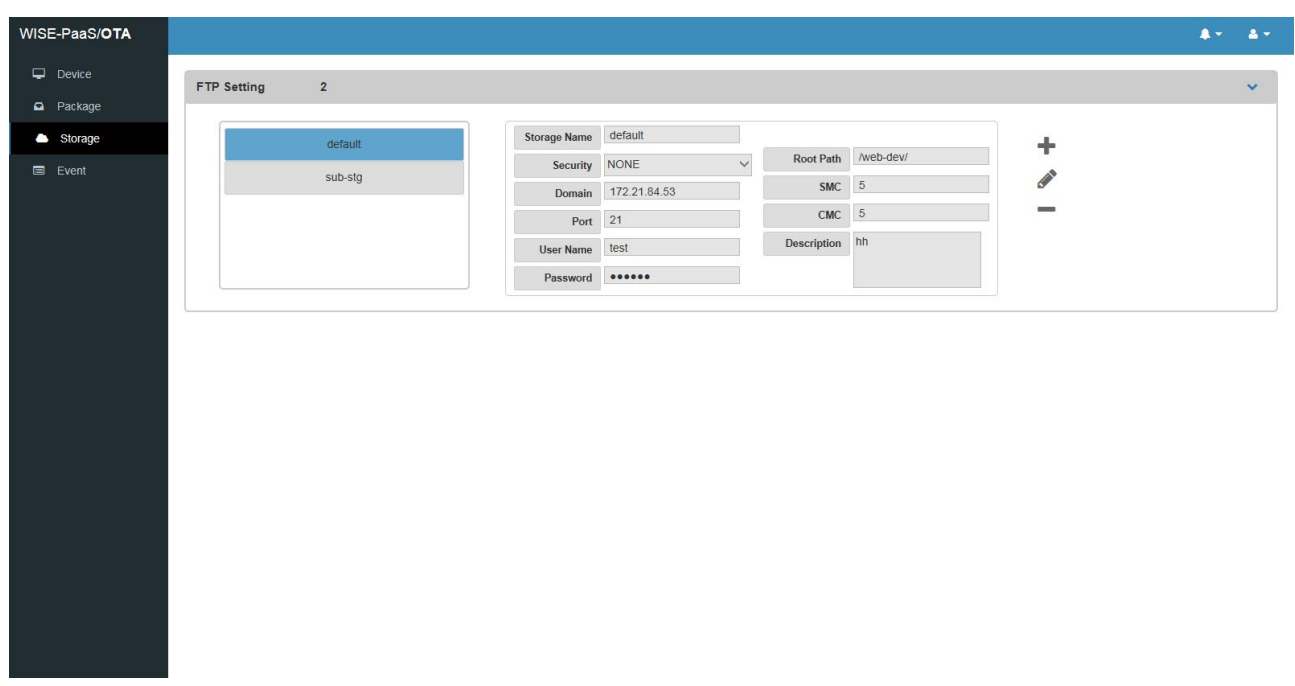 WISE-PaaS/OTA
Device
Package
Storage
Event
FTP Setting 2
default
sub-stg
Storage Name default
Security NONE
Domain 172.21.84.53
Port 21
User Name test
Password ●●●●●●
Root Path /web-dev/
SMC 5
CMC 5
Description hh